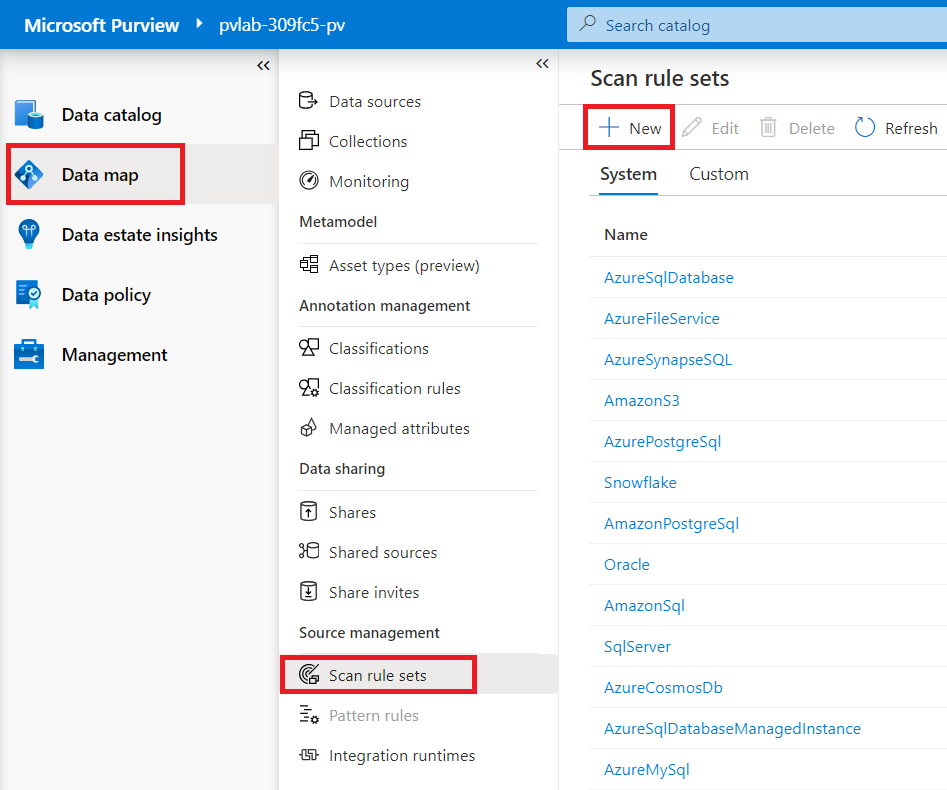 Microsoft Purview pvlab-309fc5-pv
Search catalog
Data catalog
Data map
Data estate insights
Data policy
Management
Data sources
Collections
Monitoring
Metamodel
Asset types (preview)
Annotation management
Classifications
Classification rules
Managed attributes
Data sharing
Shares
Shared sources
Share invites
Source management
Scan rule sets
Pattern rules
Integration runtimes
Scan rule sets
New Edit Delete Refresh
System Custom
Name
AzureSqlDatabase
AzureFileService
AzureSynapseSQL
AmazonS3
AzurePostgreSql
Snowflake
AmazonPostgreSql
Oracle
AmazonSql
SqlServer
AzureCosmosDb
AzureSqlDatabaseManagedInstance
AzureMySql